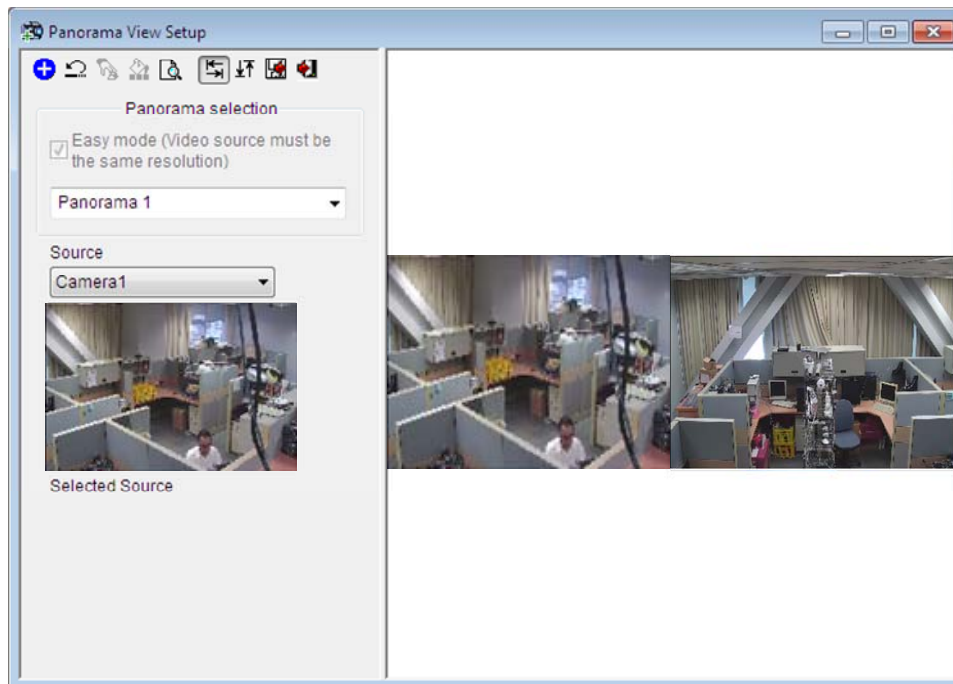 Panorama View Setup
Panorama selection
Easy mode (Video source must be
the same resolution)
Panorama 1
Source
Camera1
Selected Source